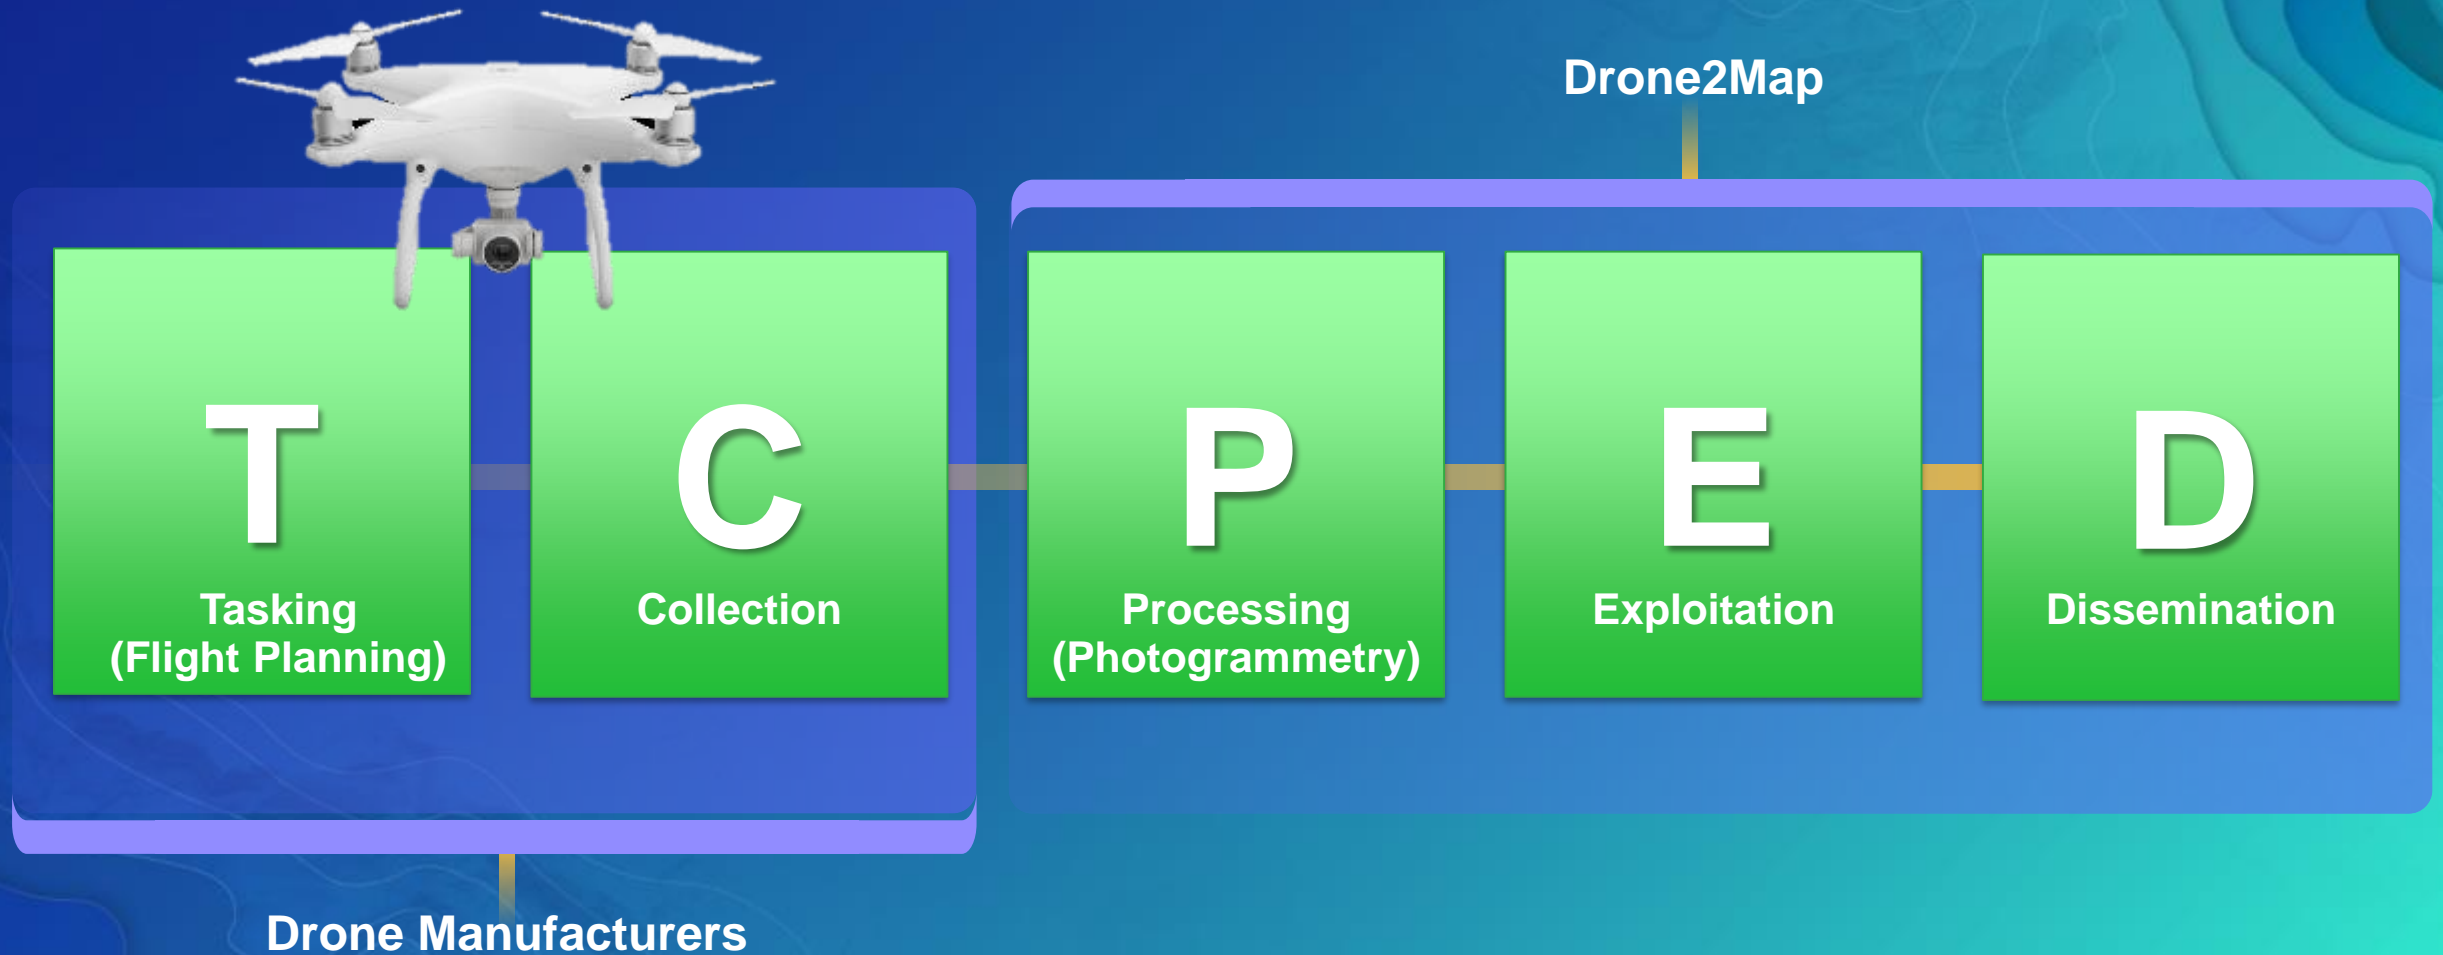 Drone2Map
T
Tasking
(Flight Planning)
C
Collection
P
Processing
(Photogrammetry)
E
Exploitation
D
Dissemination
Drone Manufacturers